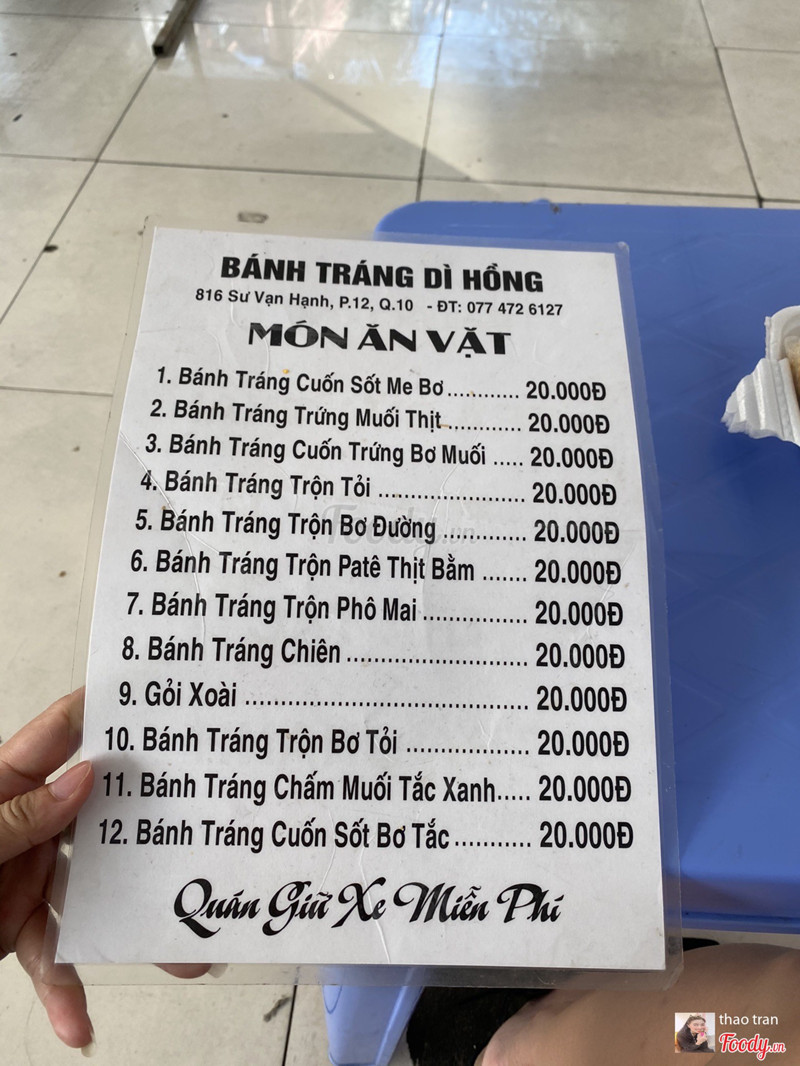 BÁNH TRÁNG DÌ HỒNG
816 Sư Vạn Hạnh, P.12, Q.10 - ĐT: 077 472 6127
MÓN ĂN VẶT
1. Bánh Tráng Cuốn Sốt Me Bơ ............ 20.000Đ
2. Bánh Tráng Trứng Muối Thịt ............ 20.000Đ
3. Bánh Tráng Cuốn Trứng Bơ Muối ..... 20.000Đ
4. Bánh Tráng Trộn Tỏi ........................ 20.000Đ
5. Bánh Tráng Trộn Bơ Đường .............. 20.000Đ
6. Bánh Tráng Trộn Patê Thịt Bằm ....... 20.000Đ
7. Bánh Tráng Trộn Phô Mai ................. 20.000Đ
8. Bánh Tráng Chiên ............................. 20.000Đ
9. Gỏi Xoài ........................................ 20.000Đ
10. Bánh Tráng Trộn Bơ Tỏi .................. 20.000Đ
11. Bánh Tráng Chấm Muối Tắc Xanh..... 20.000Đ
12. Bánh Tráng Cuốn Sốt Bơ Tắc ........... 20.000Đ
Quán Giữ Xe Miễn Phí
Foody.vn
thao tran
Foody.vn